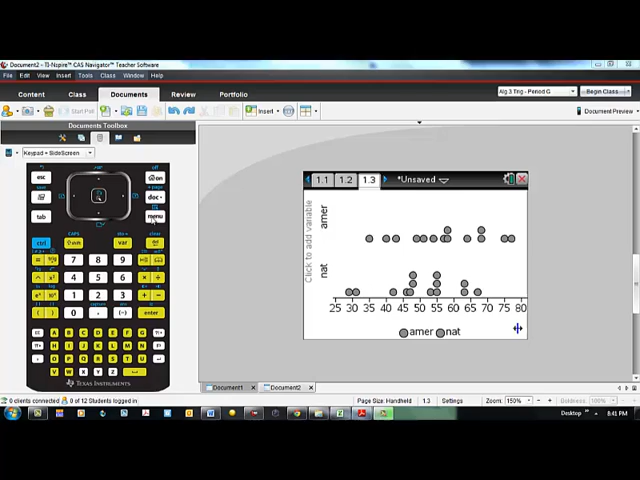 Document2 - TI-Nspire™ CAS Navigator™ Teacher Software
File Edit View Insert Tools Class Window Help
Content Class Documents Review Portfolio
Alg 3 Trig - Period G Begin Class
Start Poll Insert Document Preview
Documents Toolbox
Keypad + SideScreen
esc on
doc
tab menu
ctrl var del
7 8 9
4 5 6
1 2 3
0 (-) enter
TEXAS INSTRUMENTS
1.1 1.2 1.3 *Unsaved
Click to add variable
amer
nat
25 30 35 40 45 50 55 60 65 70 75 80
amer nat
Document1 Document2
0 clients connected 0 of 12 Students logged in Page Size: Handheld 1.3 Settings Zoom: 150% Boldness: 100%
Desktop 8:41 PM